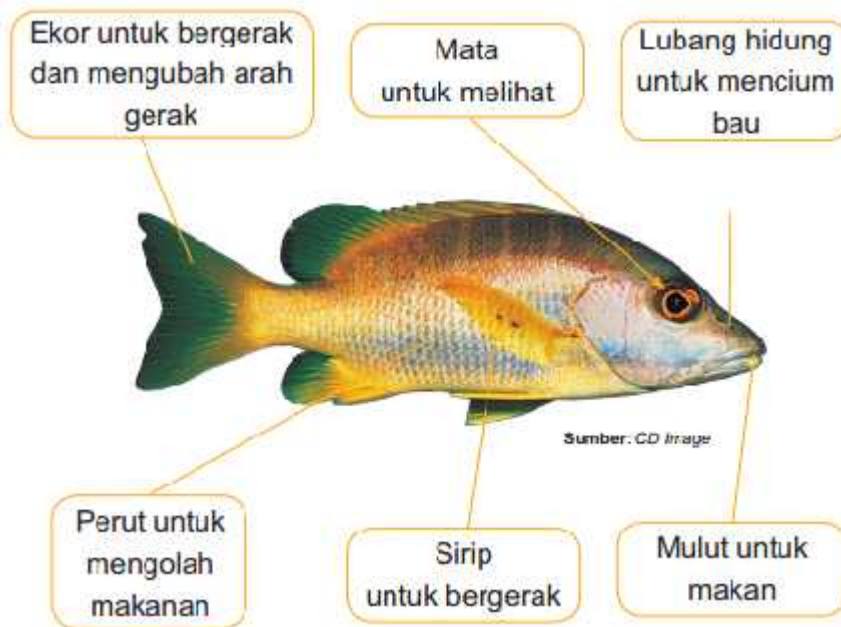 Ekor untuk bergerak
dan mengubah arah
gerak
Mata
untuk melihat
Lubang hidung
untuk mencium
bau
Sumber: CD Image
Perut untuk
mengolah
makanan
Sirip
untuk bergerak
Mulut untuk
makan